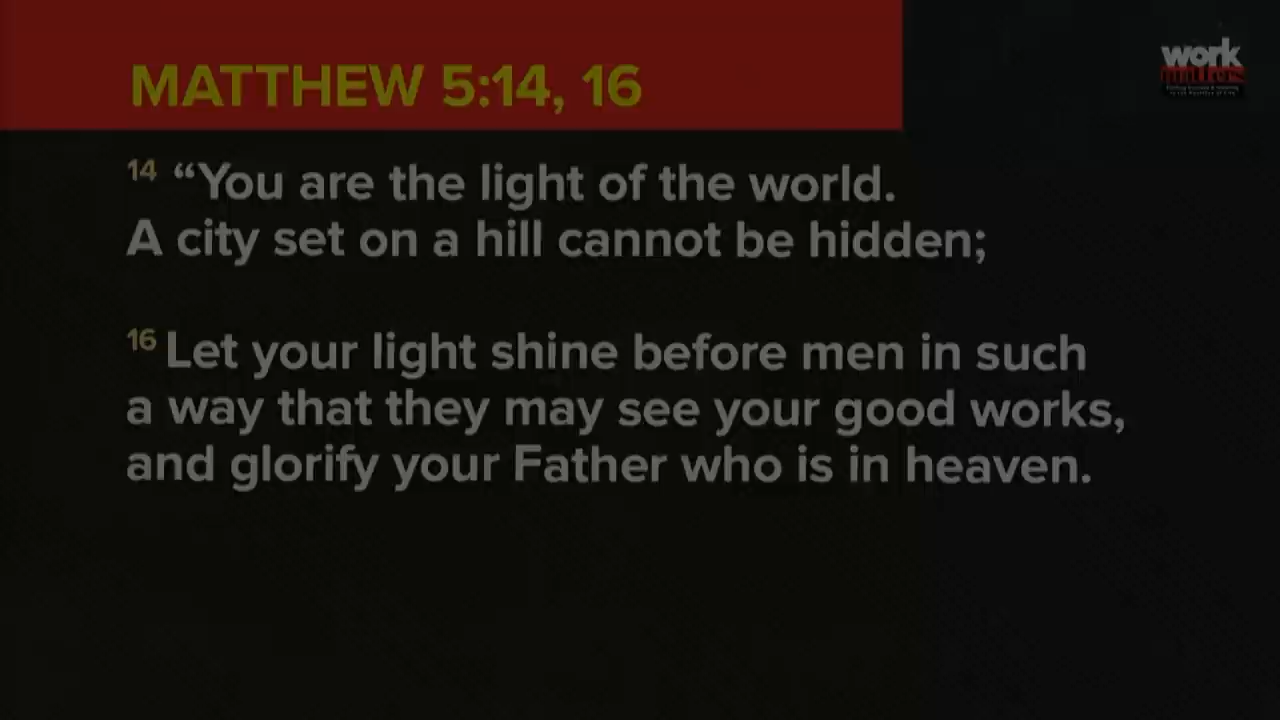 MATTHEW 5:14, 16
work
matters
14 “You are the light of the world.
A city set on a hill cannot be hidden;
16 Let your light shine before men in such
a way that they may see your good works,
and glorify your Father who is in heaven.